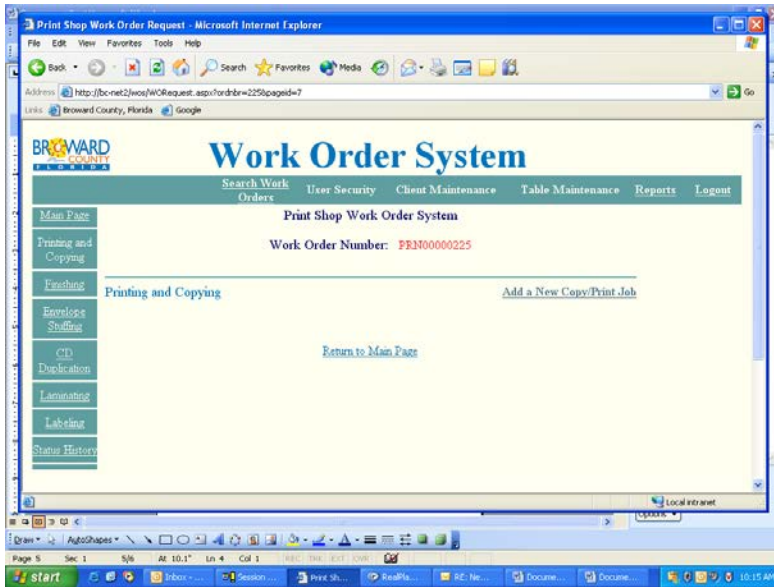 Print Shop Work Order Request - Microsoft Internet Explorer
File Edit View Favorites Tools Help
Back Search Favorites Media
Address http://bc-net2/wos/WORequest.aspx?ordnbr=225&pageid=7 Go
Links Broward County, Florida Google
BROWARD
COUNTY
FLORIDA
Work Order System
Search Work Orders User Security Client Maintenance Table Maintenance Reports Logout
Main Page
Print Shop Work Order System
Printing and Copying
Work Order Number: PRN00000225
Finishing
Printing and Copying Add a New Copy/Print Job
Envelope Stuffing
Return to Main Page
CD Duplication
Laminating
Labeling
Status History
Local intranet
Options
Draw AutoShapes
Page 5 Sec 1 5/6 At 10.1" Ln 4 Col 1 REC TRK EXT OVR
start Inbox - ... Session ... Print Sh... RealPla... RE: Ne... Docume... Docume... 10:15 AM